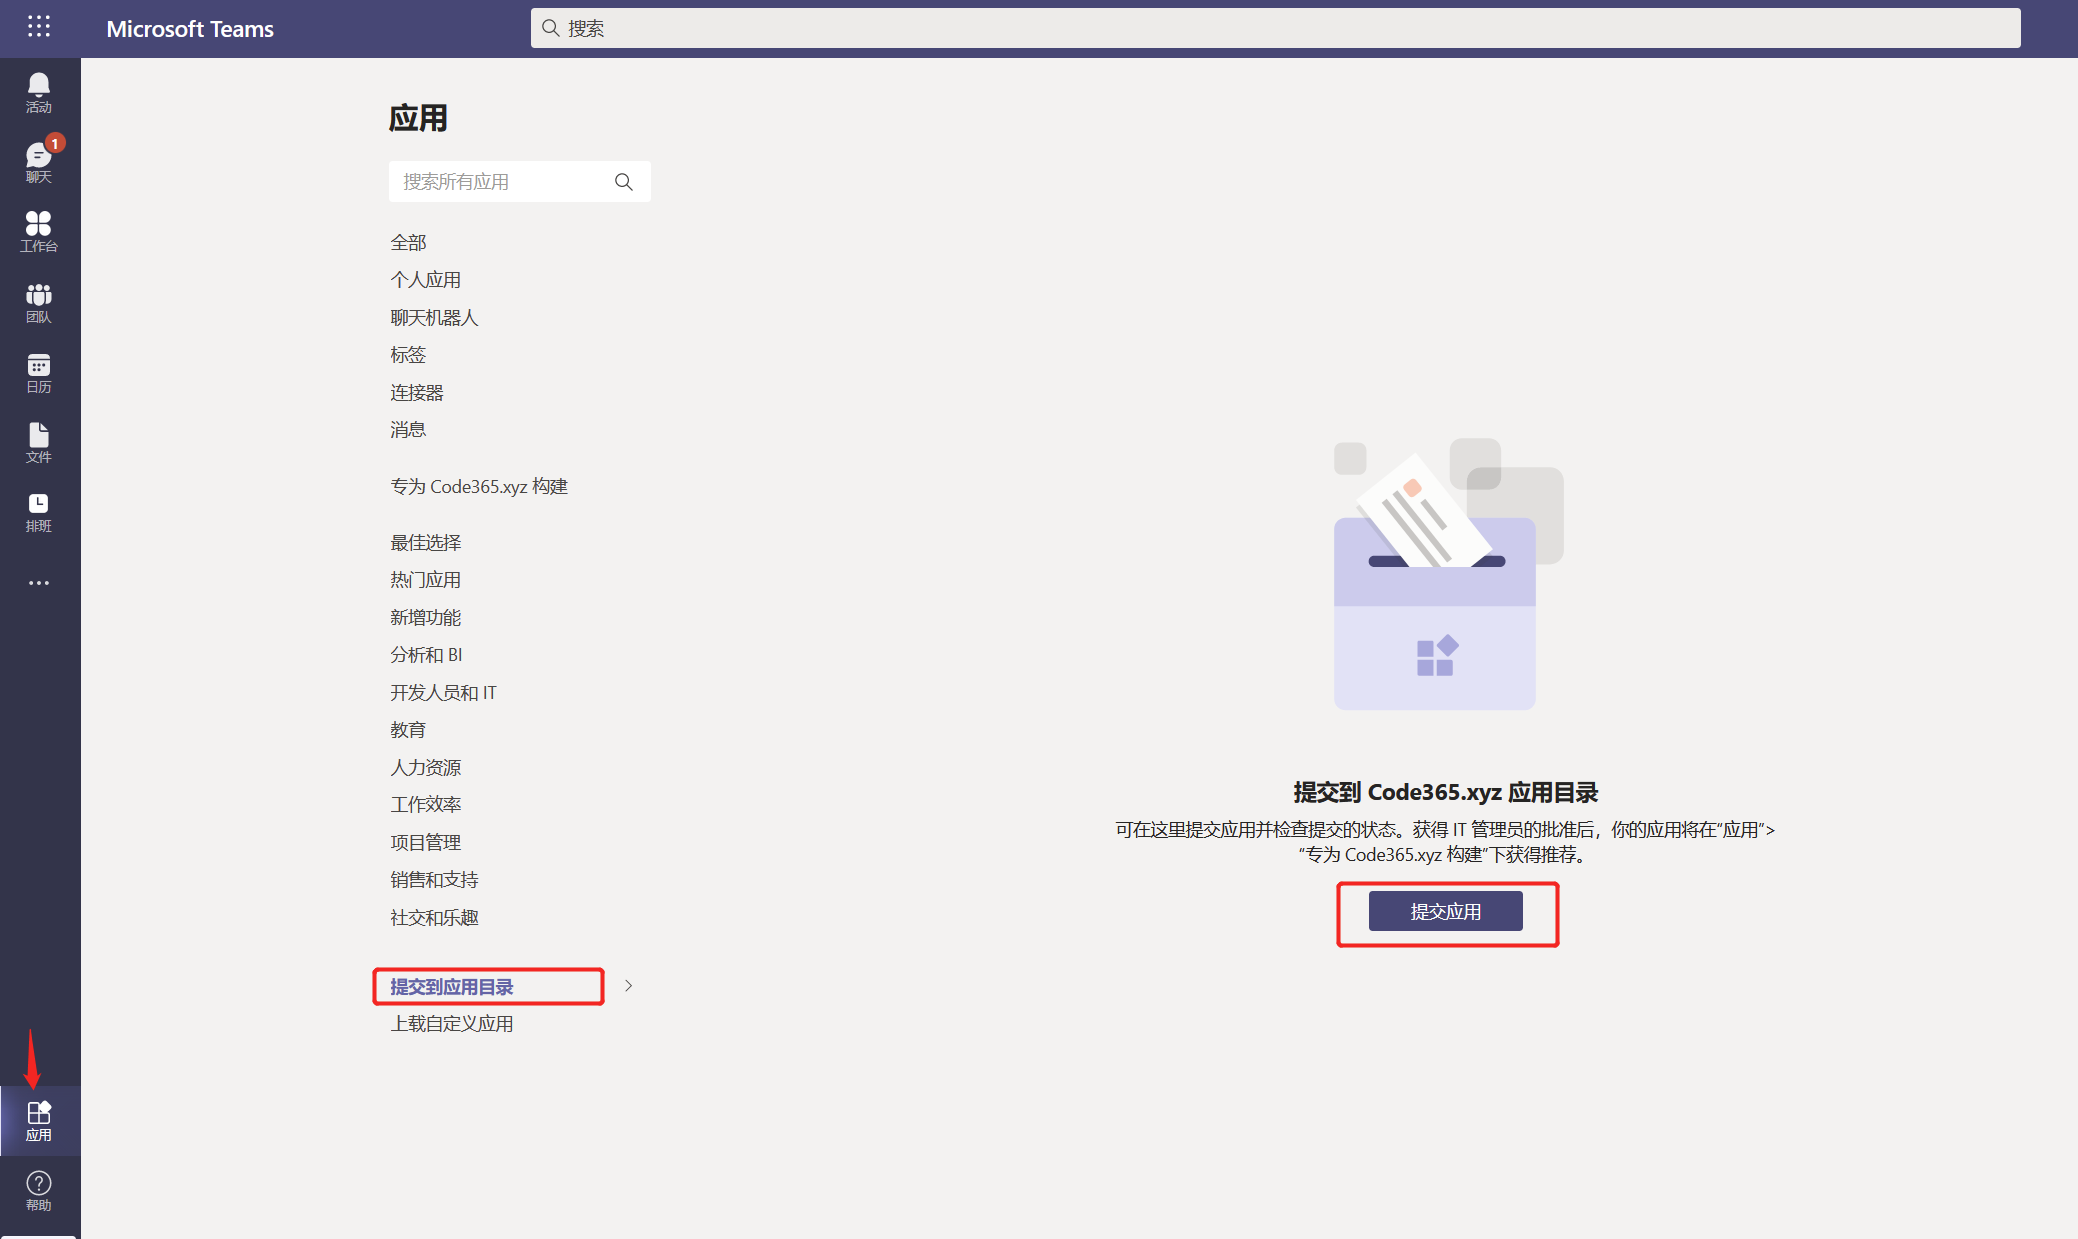 Microsoft Teams
搜索
活动
1
聊天
工作台
团队
日历
文件
排班
应用
帮助
应用
搜索所有应用
全部
个人应用
聊天机器人
标签
连接器
消息
专为 Code365.xyz 构建
最佳选择
热门应用
新增功能
分析和 BI
开发人员和 IT
教育
人力资源
工作效率
项目管理
销售和支持
社交和乐趣
提交到应用目录
上载自定义应用
提交到 Code365.xyz 应用目录
可在这里提交应用并检查提交的状态。获得 IT 管理员的批准后，你的应用将在“应用”>
“专为 Code365.xyz 构建”下获得推荐。
提交应用